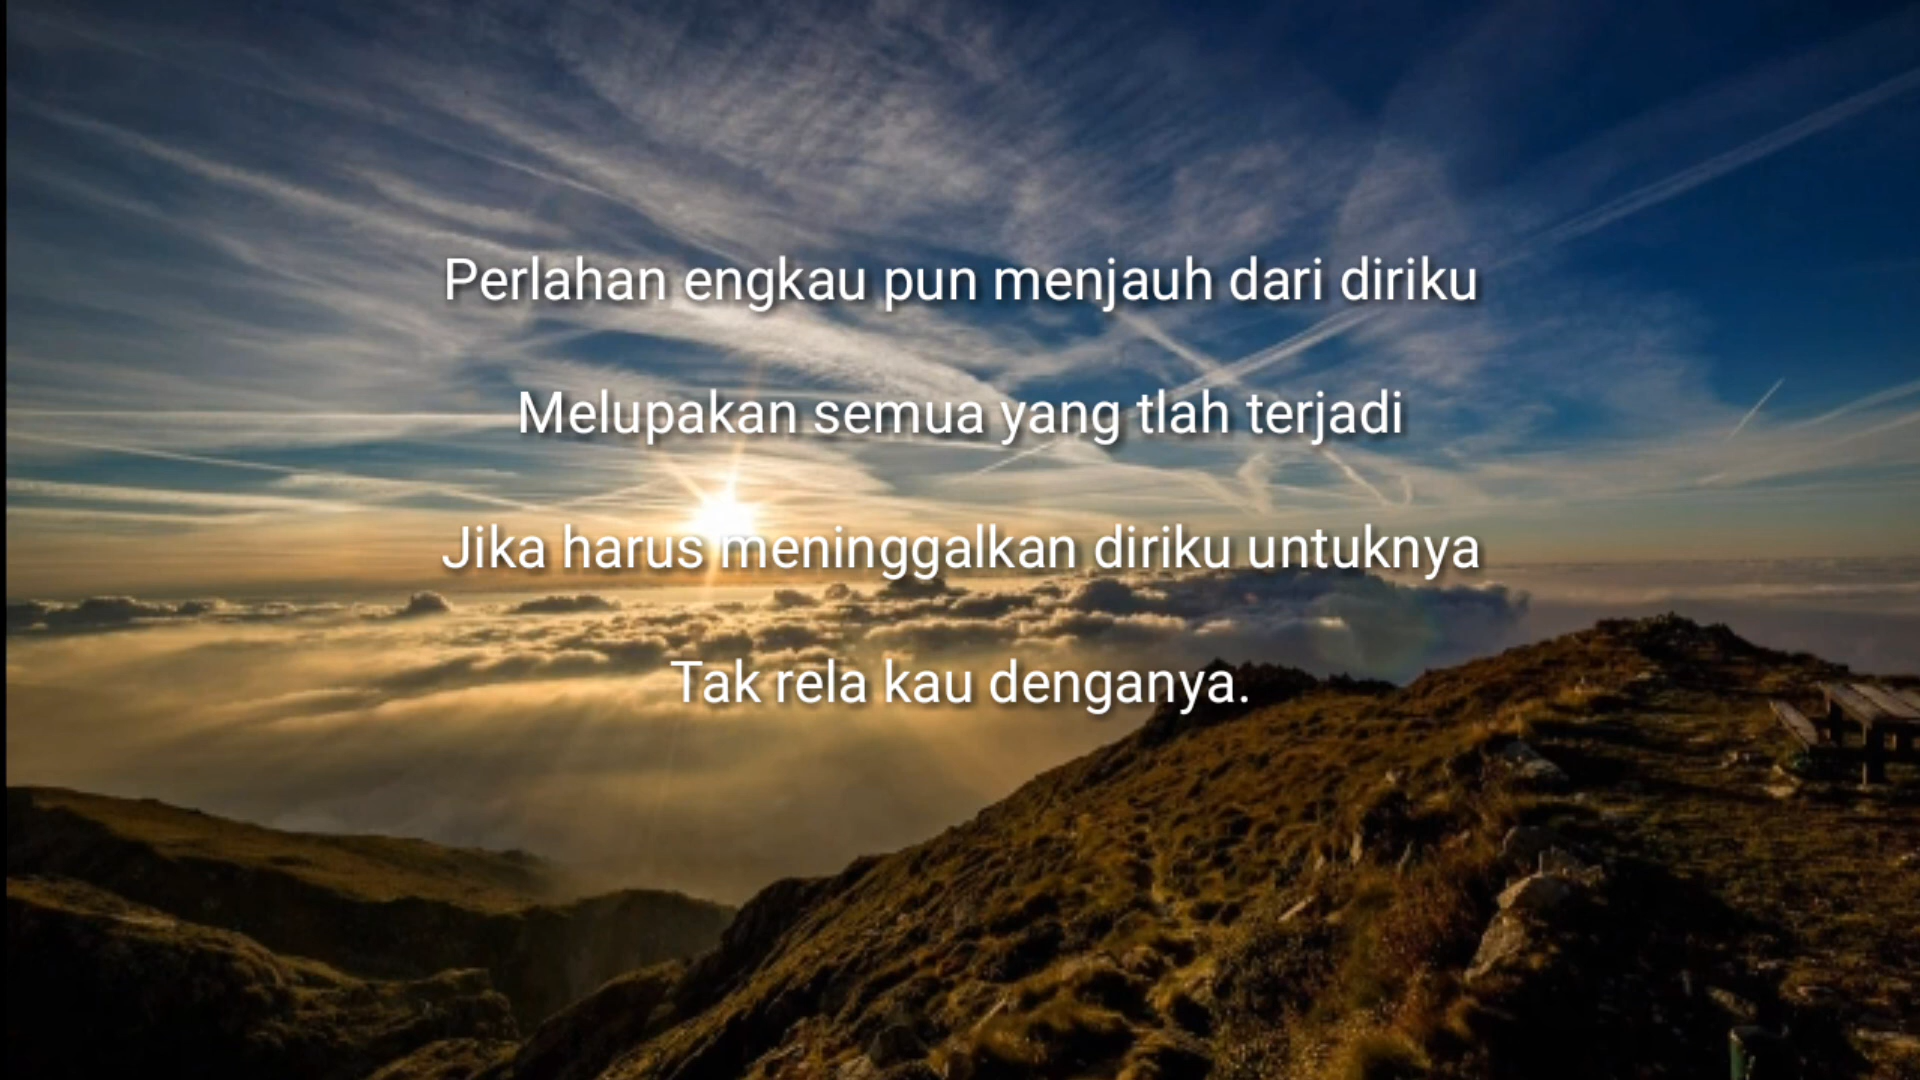 Perlahan engkau pun menjauh dari diriku
Melupakan semua yang tlah terjadi
Jika harus meninggalkan diriku untuknya
Tak rela kau denganya.